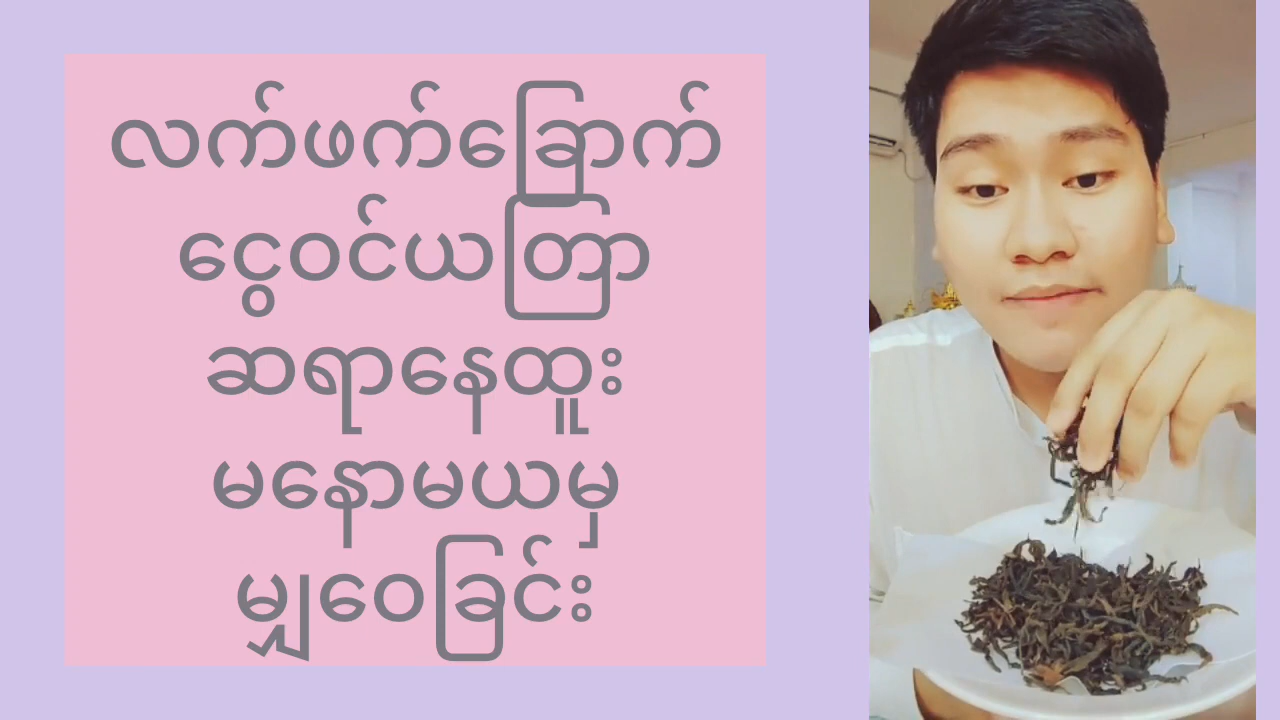 လက်ဖက်ခြောက်
ငွေဝင်ယတြာ
ဆရာနေထူး
မနောမယမှ
မျှဝေခြင်း